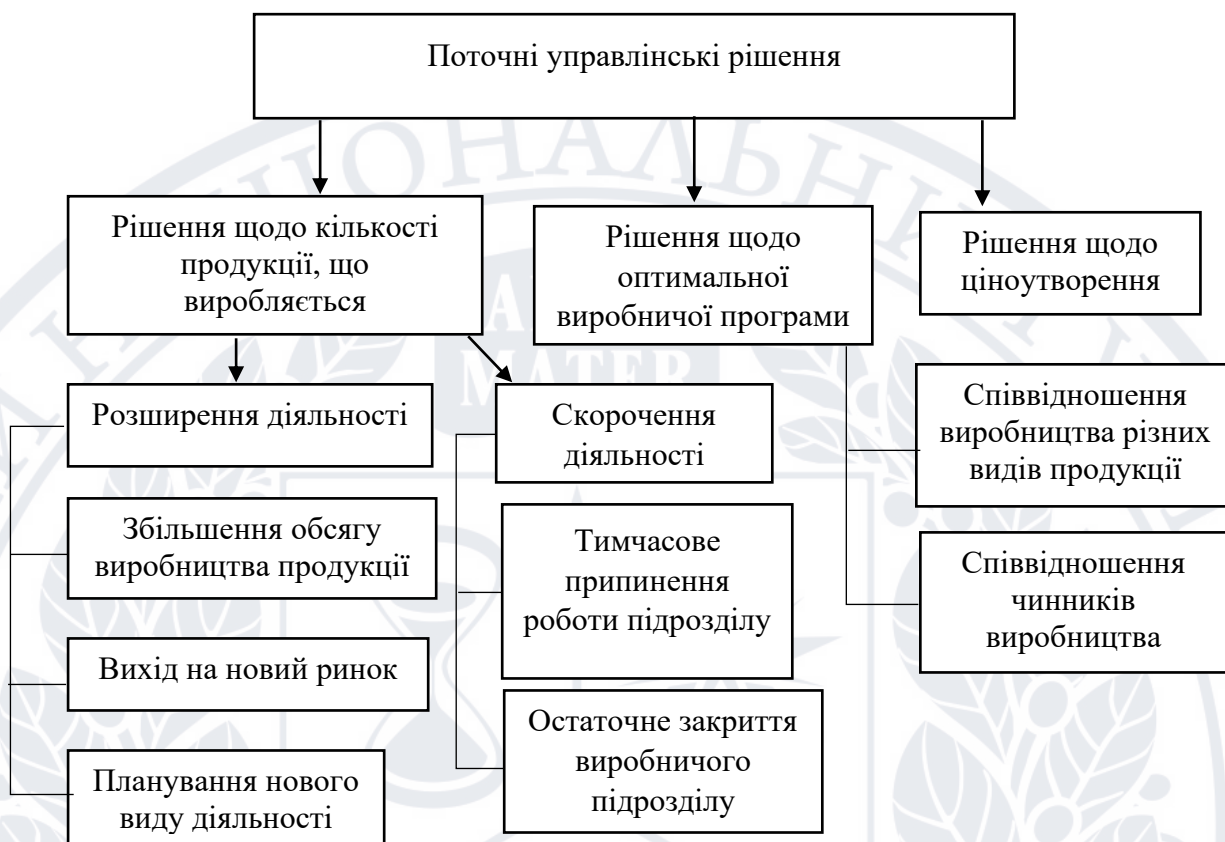 Поточні управлінські рішення
Рішення щодо кількості
продукції, що
виробляється
Рішення щодо
оптимальної
виробничої програми
Рішення щодо
ціноутворення
Розширення діяльності
Скорочення
діяльності
Співвідношення
виробництва різних
видів продукції
Збільшення обсягу
виробництва продукції
Тимчасове
припинення
роботи підрозділу
Співвідношення
чинників
виробництва
Вихід на новий ринок
Остаточне закриття
виробничого
підрозділу
Планування нового
виду діяльності
МАТЕР